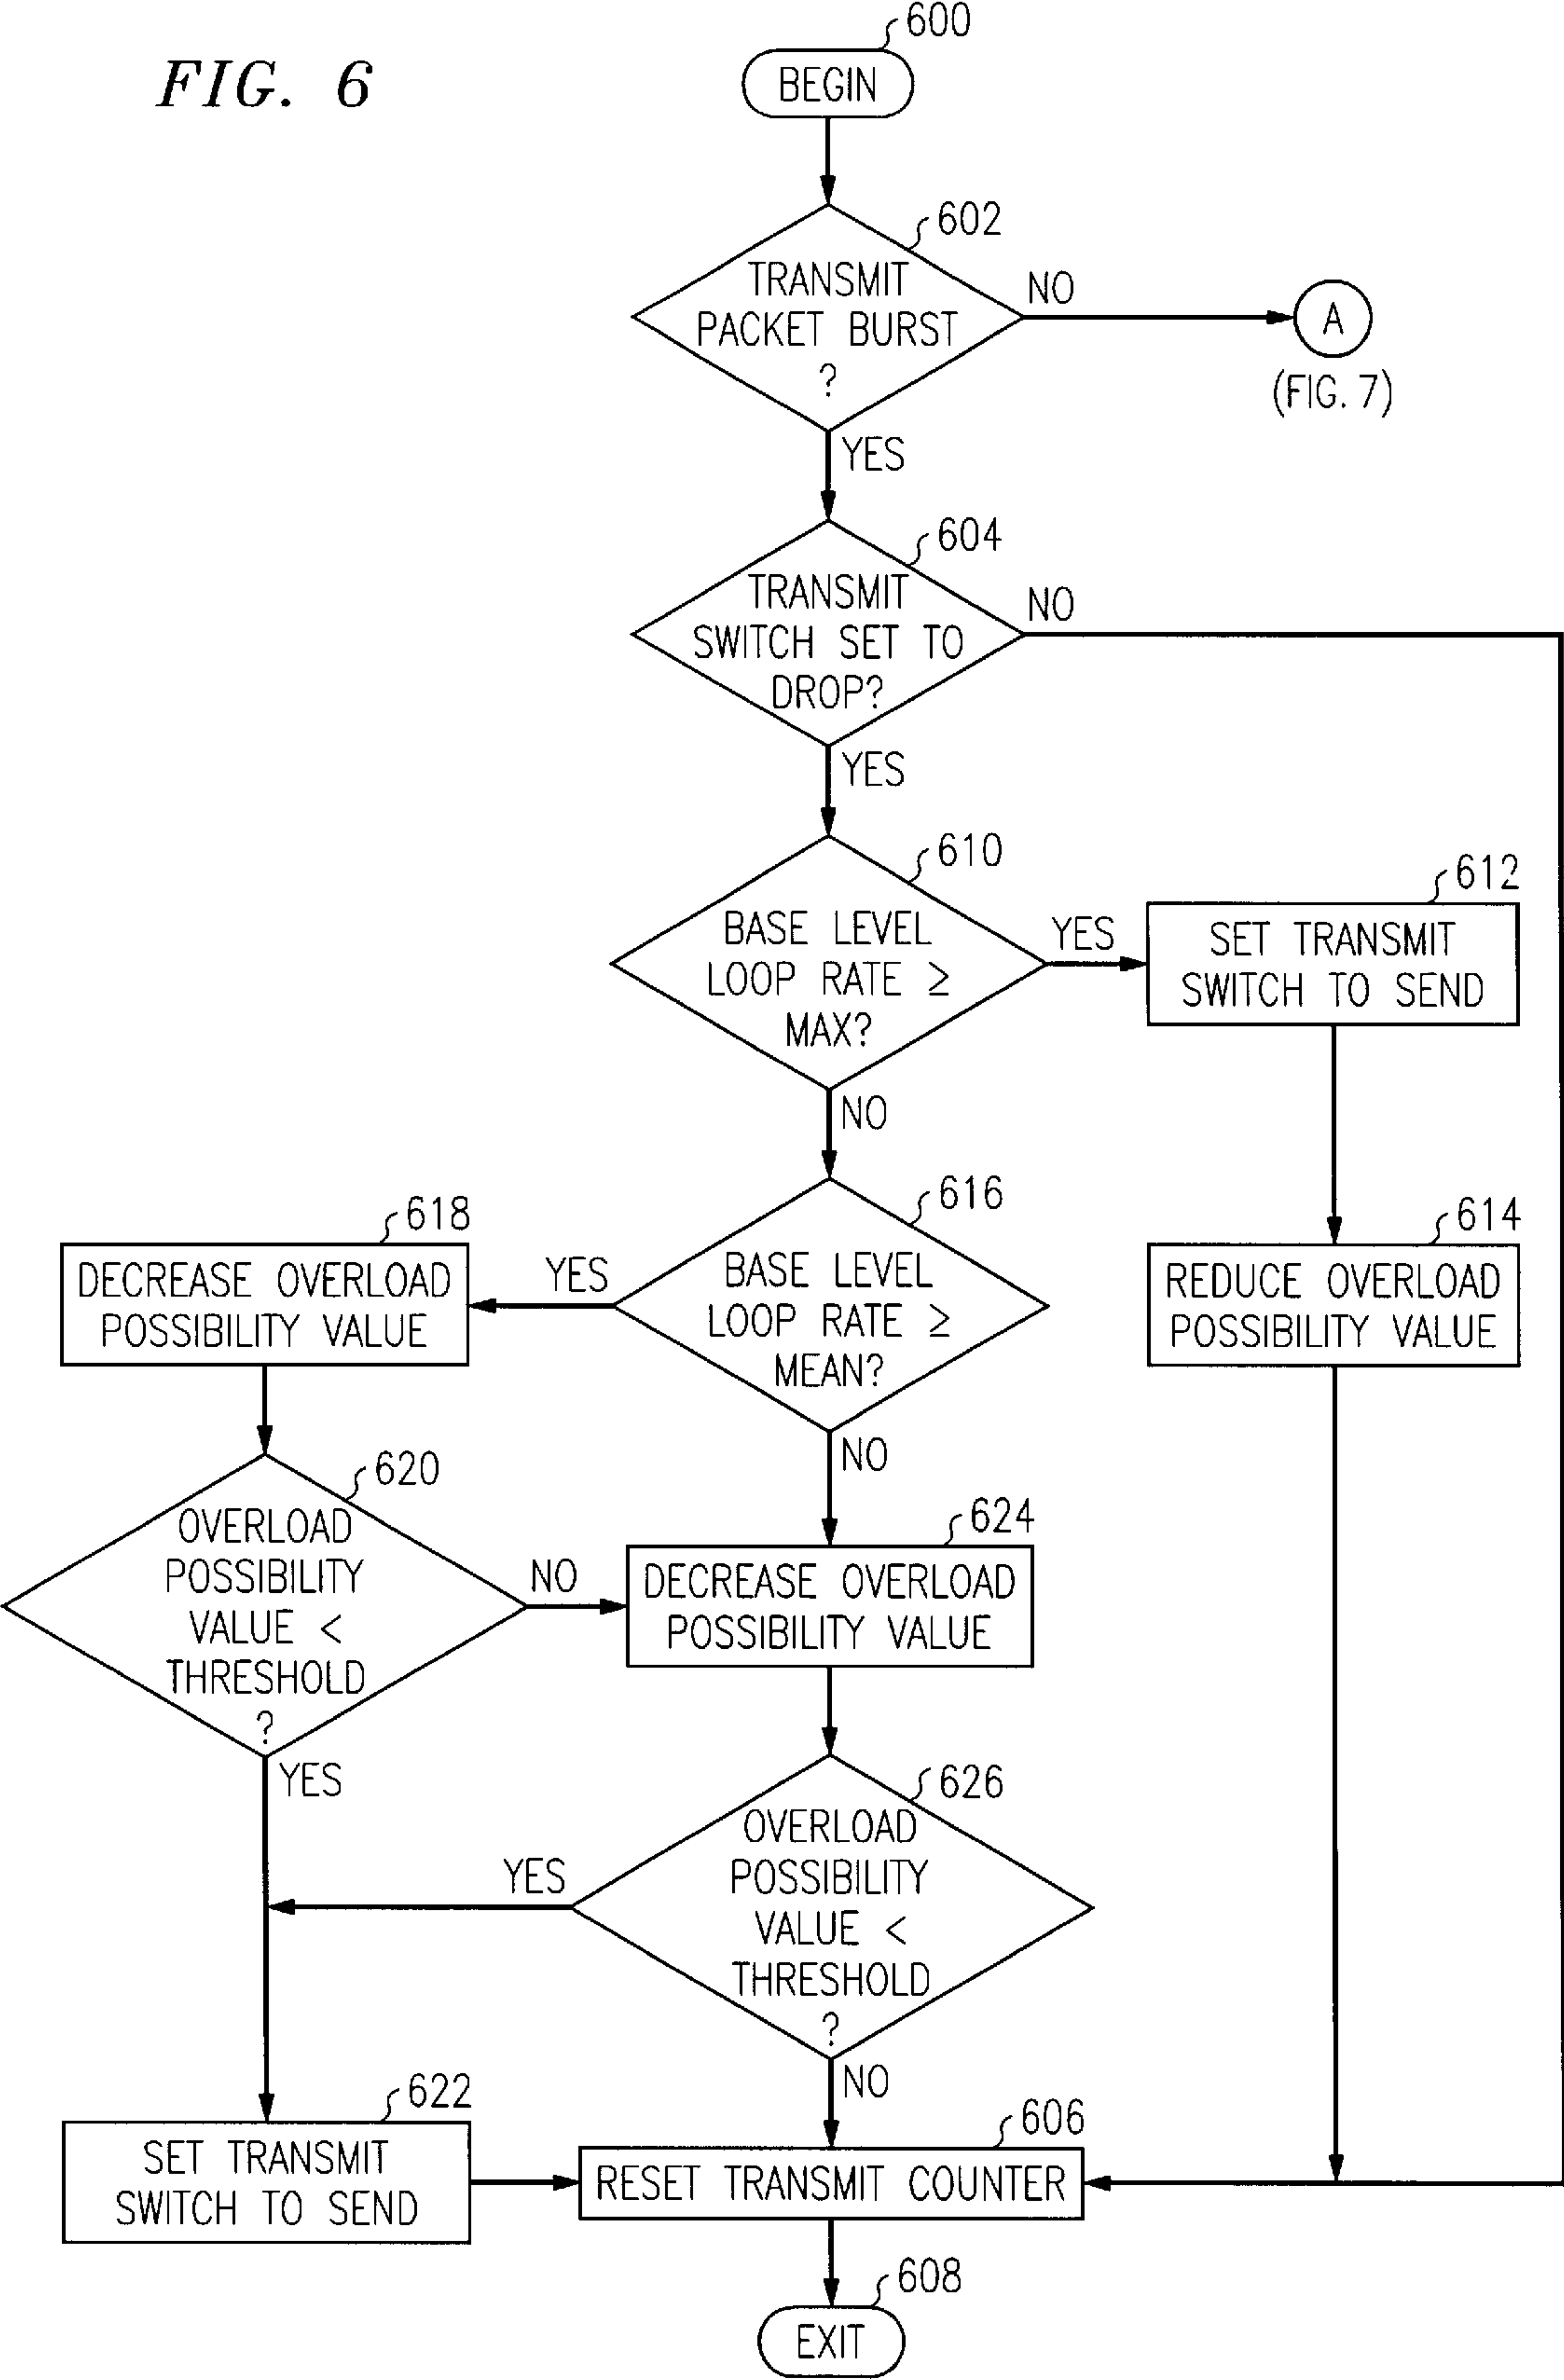 FIG. 6
600
BEGIN
602
TRANSMIT
PACKET BURST
?
NO
A
(FIG. 7)
YES
604
TRANSMIT
SWITCH SET TO
DROP?
NO
YES
610
BASE LEVEL
LOOP RATE ≥
MAX?
YES
612
SET TRANSMIT
SWITCH TO SEND
NO
616
BASE LEVEL
LOOP RATE ≥
MEAN?
YES
618
DECREASE OVERLOAD
POSSIBILITY VALUE
614
REDUCE OVERLOAD
POSSIBILITY VALUE
NO
620
OVERLOAD
POSSIBILITY
VALUE <
THRESHOLD
?
NO
624
DECREASE OVERLOAD
POSSIBILITY VALUE
YES
626
OVERLOAD
POSSIBILITY
VALUE <
THRESHOLD
?
YES
NO
622
SET TRANSMIT
SWITCH TO SEND
606
RESET TRANSMIT COUNTER
608
EXIT